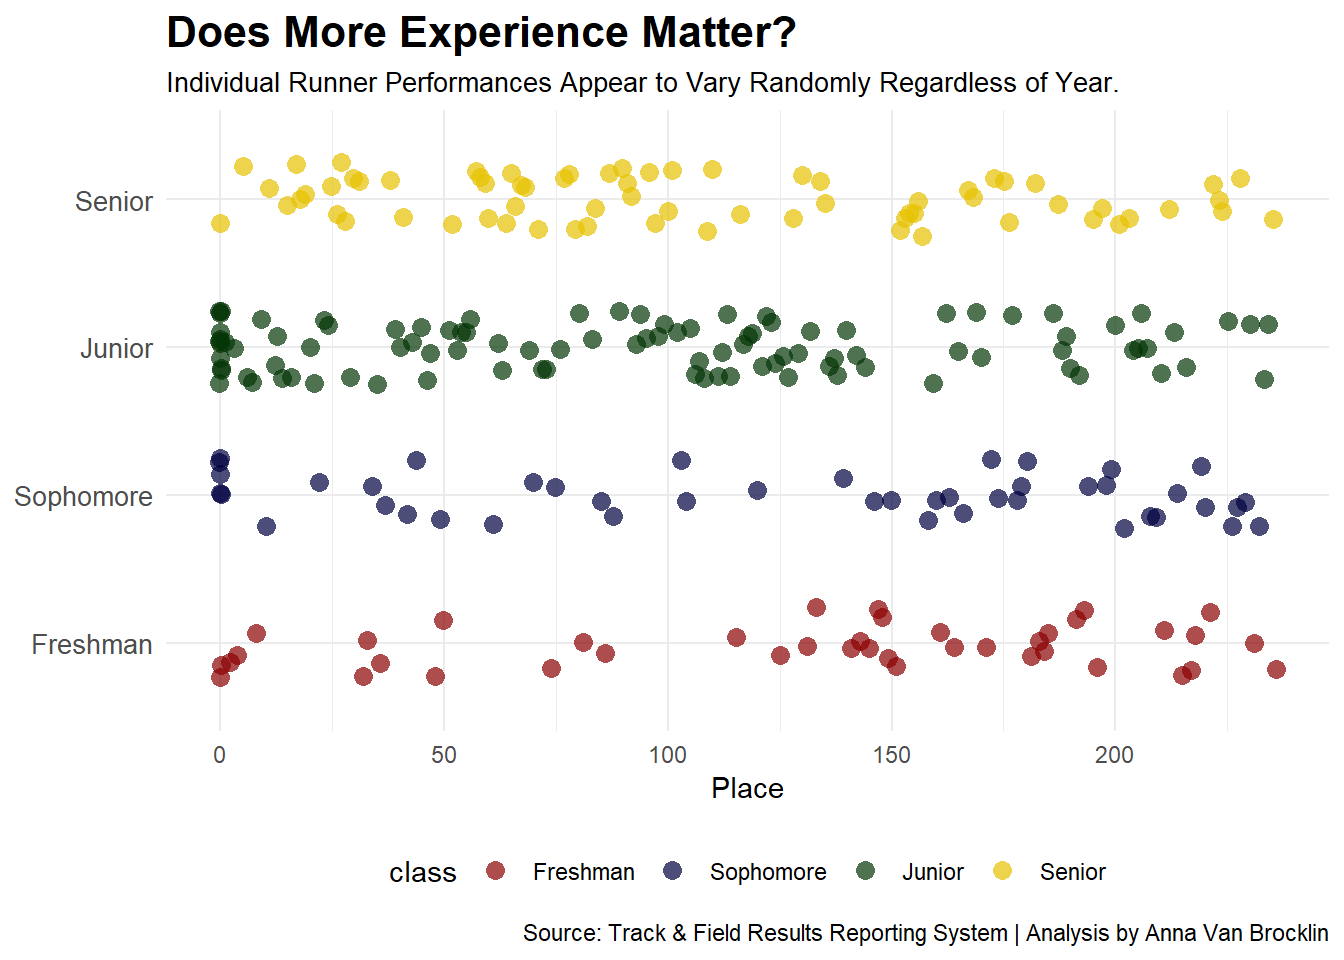 Does More Experience Matter?
Individual Runner Performances Appear to Vary Randomly Regardless of Year.
Senior
Junior
Sophomore
Freshman
0 50 100 150 200
Place
class Freshman Sophomore Junior Senior
Source: Track & Field Results Reporting System | Analysis by Anna Van Brocklin